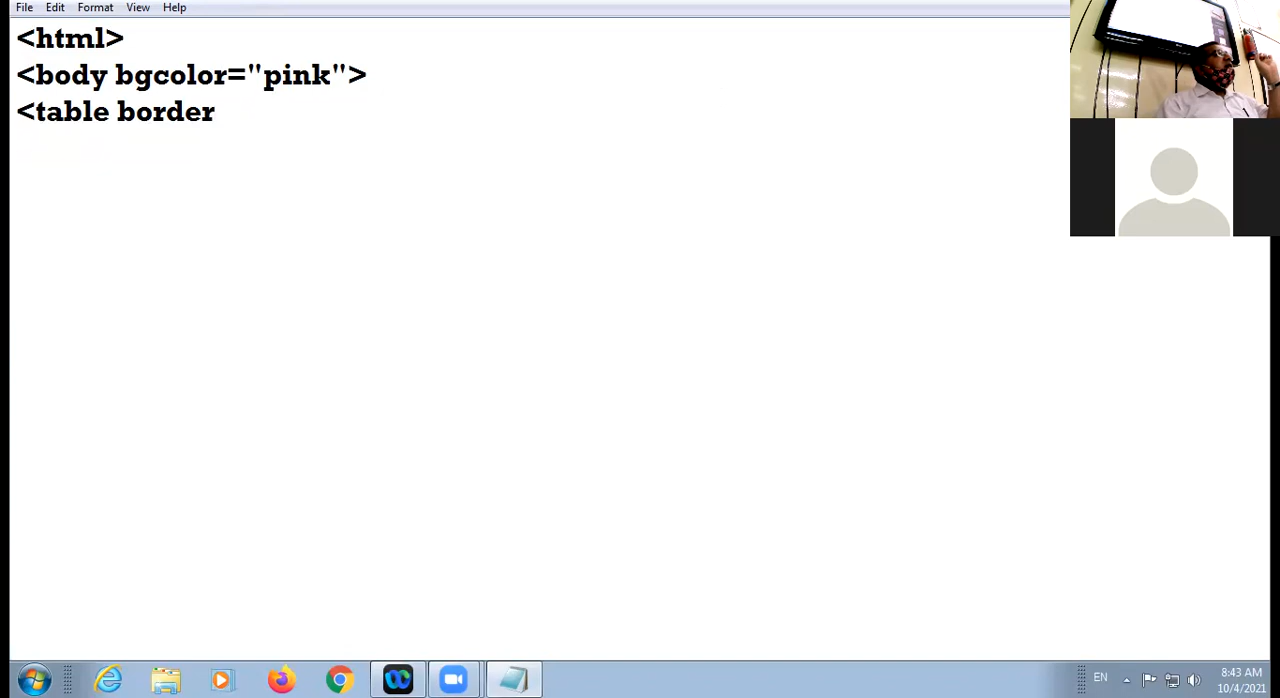 File Edit Format View Help
<html>
<body bgcolor="pink">
<table border
EN
8:43 AM
10/4/2021